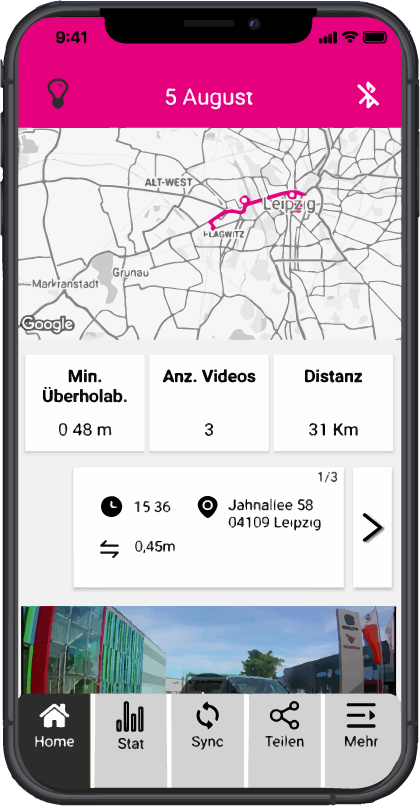 9:41
5 August
ALT-WEST
Leipzig
PLAGWITZ
Grünau
Markranstädt
Google
Min. Überholab.
0 48 m
Anz. Videos
3
Distanz
31 Km
1/3
15 36
Jahnallee 58
04109 Leipzig
0,45m
Home
Stat
Sync
Teilen
Mehr